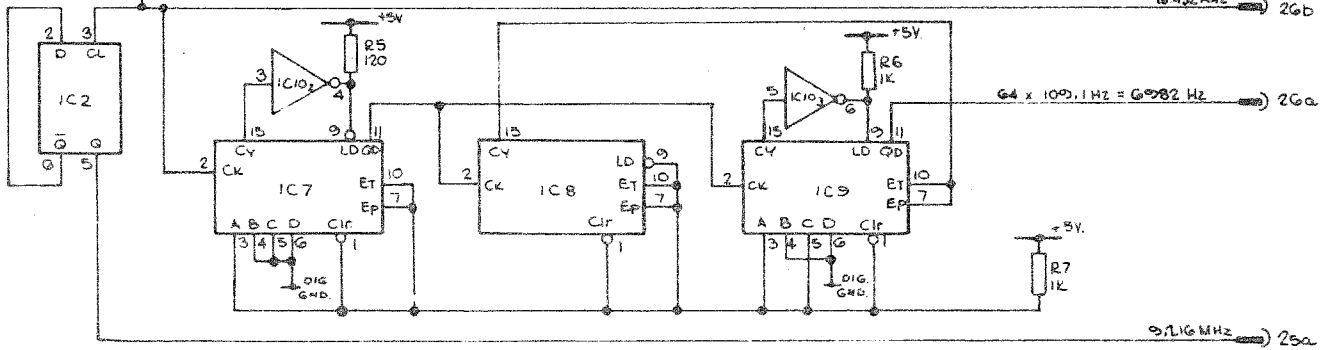 +5V
26b
2
3
D
CL
R5
120
+5V.
R6
1K
IC2
3
IC10₂
4
5
IC10₃
6
64 x 109,1 Hz = 6982 Hz
26a
15
15
15
9
11
9
11
Q̅
Q
6
5
CY
LD
QD
CY
LD
9
CY
LD
QD
2
CK
IC7
ET
10
EP
7
2
CK
IC8
ET
10
EP
7
2
CK
IC9
ET
10
EP
7
A B C D
Clr
Clr
A B C D
Clr
3 4 5 6
1
1
3 4 5 6
1
+5V.
DIG.
GND.
DIG.
GND.
R7
1K
9,216 MHz
25a